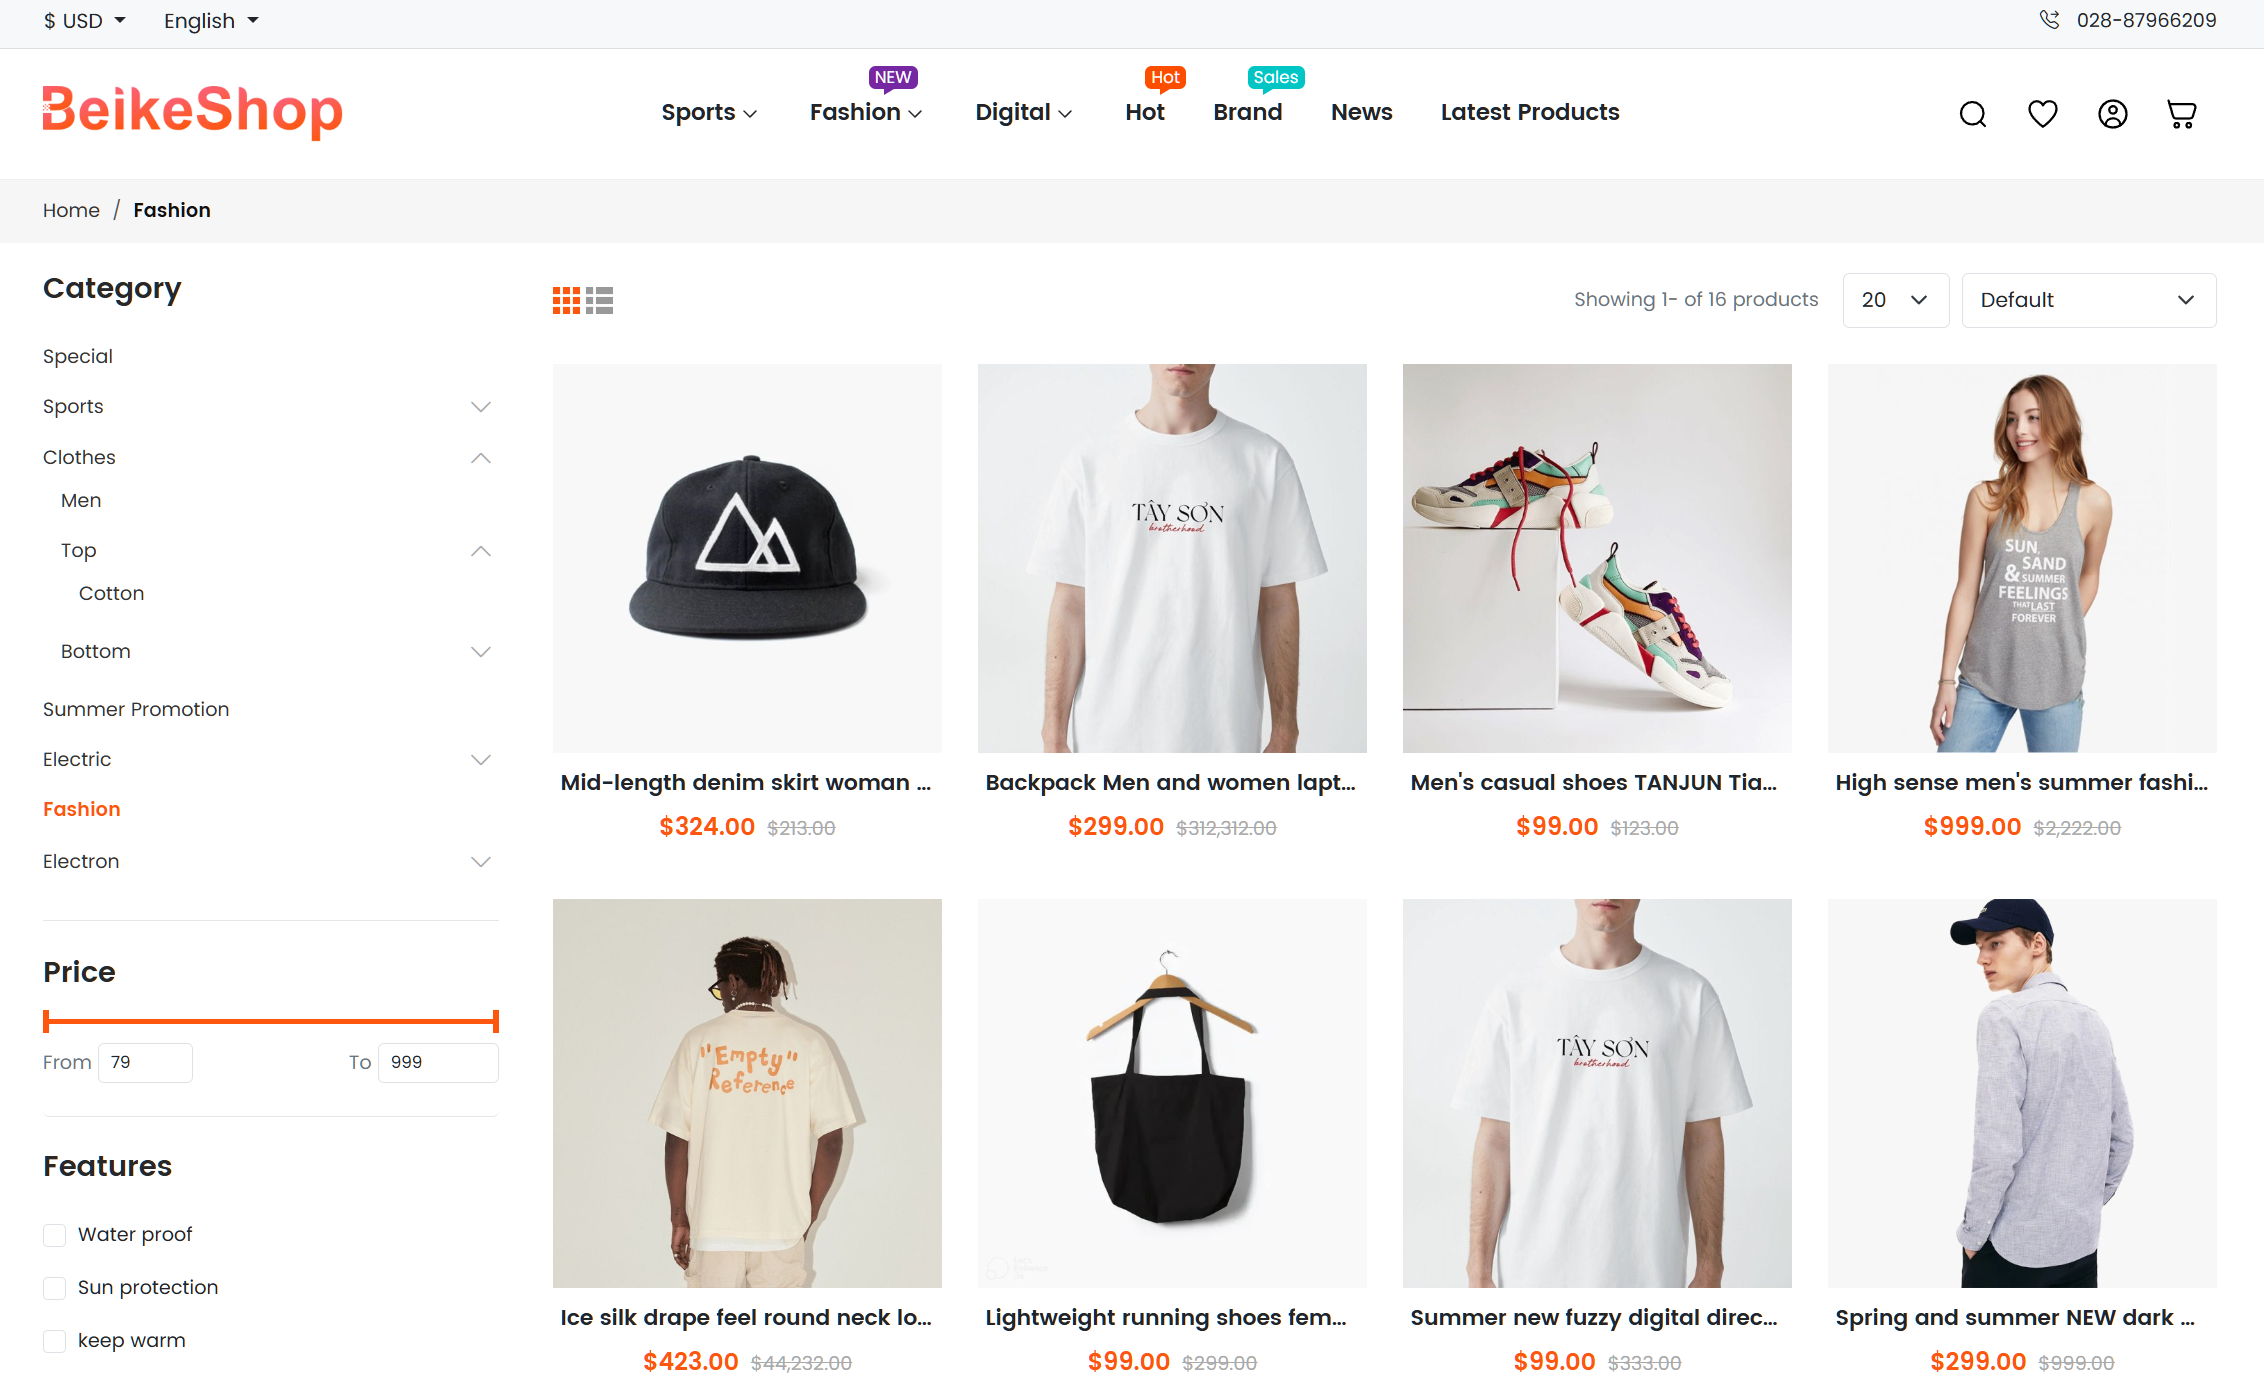 $ USD English 028-87966209
NEW Hot Sales
BeikeShop Sports Fashion Digital Hot Brand News Latest Products
Home / Fashion
Category
Special
Sports
Clothes
Men
Top
Cotton
Bottom
Summer Promotion
Electric
Fashion
Electron
Price
From 79 To 999
Features
Water proof
Sun protection
keep warm
Showing 1- of 16 products 20 Default
TÂY SƠN
brotherhood
SUN,
SAND
& SUMMER
FEELINGS
THAT LAST
FOREVER
Mid-length denim skirt woman ...
$324.00 $213.00
Backpack Men and women lapt...
$299.00 $312,312.00
Men's casual shoes TANJUN Tia...
$99.00 $123.00
High sense men's summer fashi...
$999.00 $2,222.00
"Empty"
Reference
TÂY SƠN
brotherhood
Ice silk drape feel round neck lo...
$423.00 $44,232.00
Lightweight running shoes fem...
$99.00 $299.00
Summer new fuzzy digital direc...
$99.00 $333.00
Spring and summer NEW dark ...
$299.00 $999.00